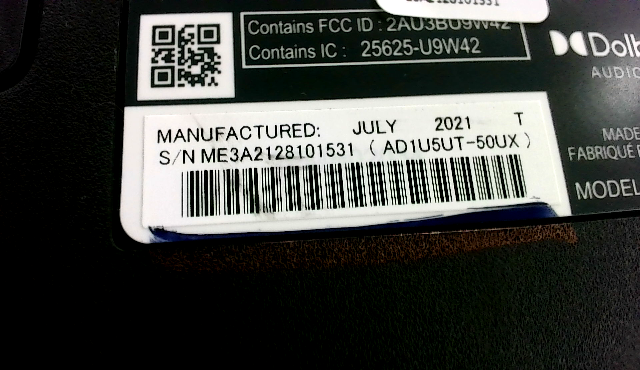 Contains FCC ID : 2AU3BU9W42
Contains IC : 25625-U9W42
MANUFACTURED: JULY 2021 T
S/N ME3A2128101531 ( AD1U5UT-50UX )
AUDIO
MADE
MODEL